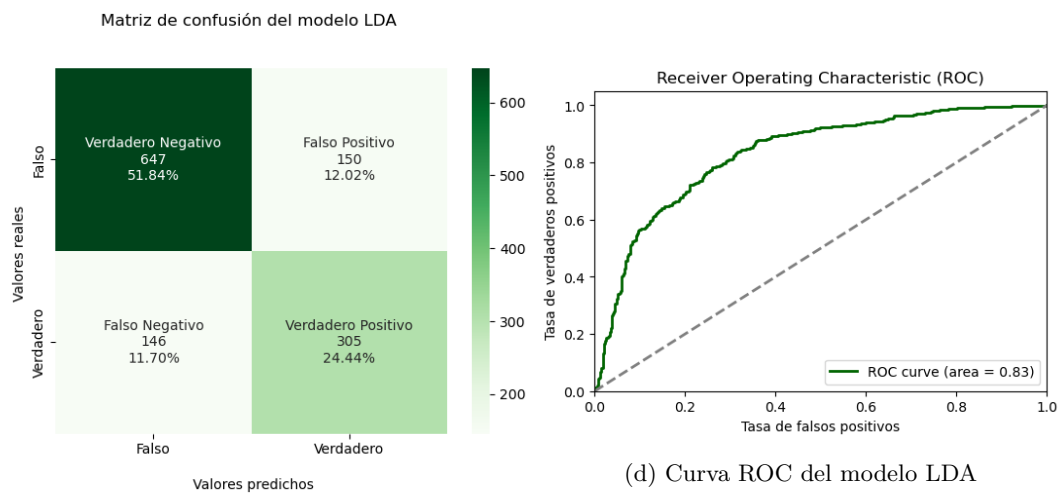 Matriz de confusión del modelo LDA
Valores reales
Falso
Verdadero
Verdadero Negativo
647
51.84%
Falso Positivo
150
12.02%
Falso Negativo
146
11.70%
Verdadero Positivo
305
24.44%
Falso
Verdadero
Valores predichos
600
500
400
300
200
Receiver Operating Characteristic (ROC)
Tasa de verdaderos positivos
1.0
0.8
0.6
0.4
0.2
0.0
ROC curve (area = 0.83)
0.0
0.2
0.4
0.6
0.8
1.0
Tasa de falsos positivos
(d) Curva ROC del modelo LDA